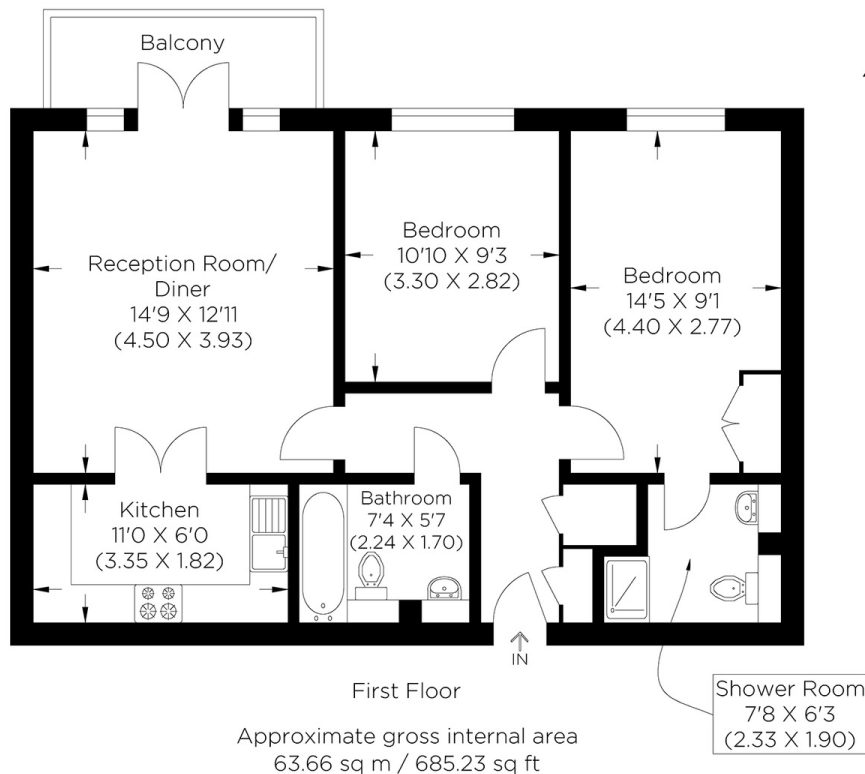 Balcony
Reception Room/
Diner
14'9 X 12'11
(4.50 X 3.93)
Bedroom
10'10 X 9'3
(3.30 X 2.82)
Bedroom
14'5 X 9'1
(4.40 X 2.77)
Kitchen
11'0 X 6'0
(3.35 X 1.82)
Bathroom
7'4 X 5'7
(2.24 X 1.70)
IN
Shower Room
7'8 X 6'3
(2.33 X 1.90)
First Floor
Approximate gross internal area
63.66 sq m / 685.23 sq ft